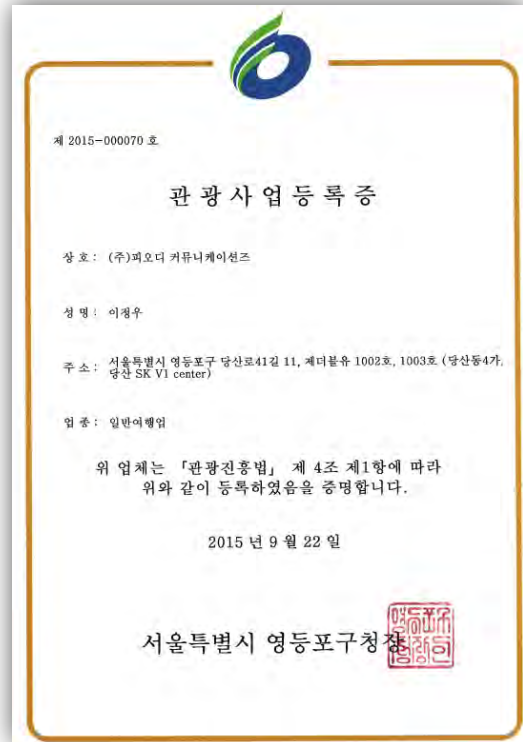 제 2015-000070 호
관광사업등록증
상 호 : (주)피오디 커뮤니케이션즈
성 명 : 이정우
주 소 : 서울특별시 영등포구 당산로41길 11, 제더블유 1002호, 1003호 (당산동4가,
당산 SK V1 center)
업 종 : 일반여행업
위 업체는 「관광진흥법」 제 4조 제1항에 따라
위와 같이 등록하였음을 증명합니다.
2015 년 9 월 22 일
서울특별시 영등포구청장